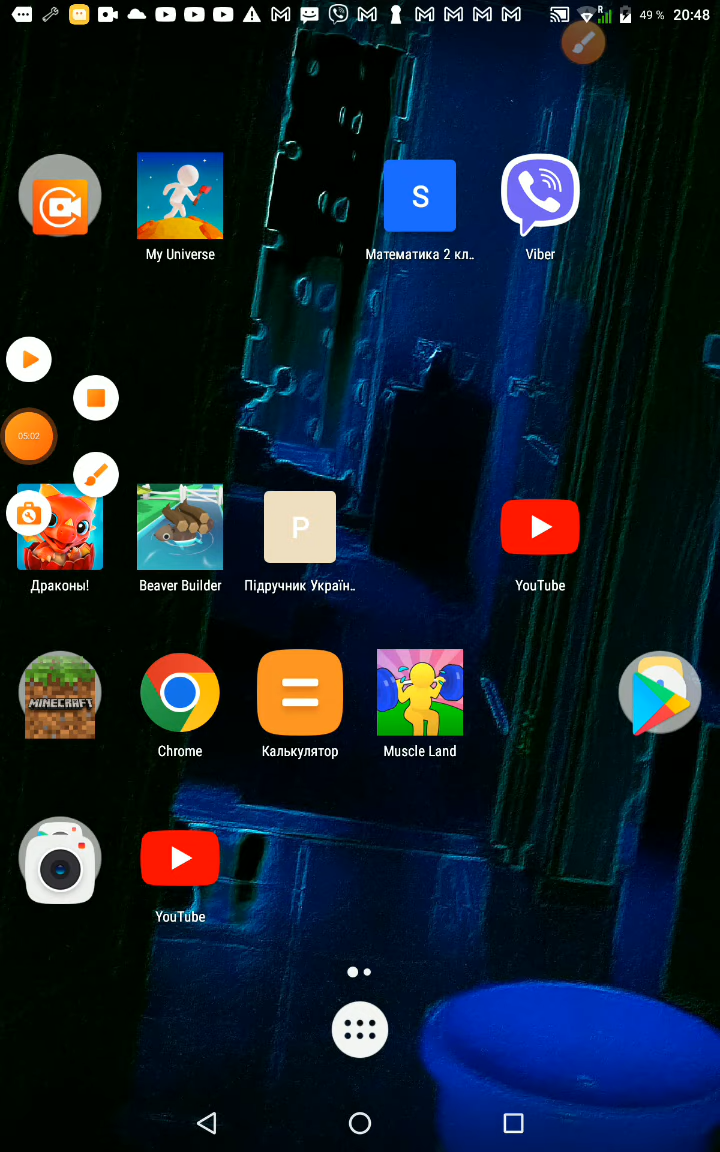 R
49 %
20:48
S
My Universe
Математика 2 кл..
Viber
05:02
P
Драконы!
Beaver Builder
Підручник Україн..
YouTube
MINECRAFT
Chrome
Калькулятор
Muscle Land
YouTube